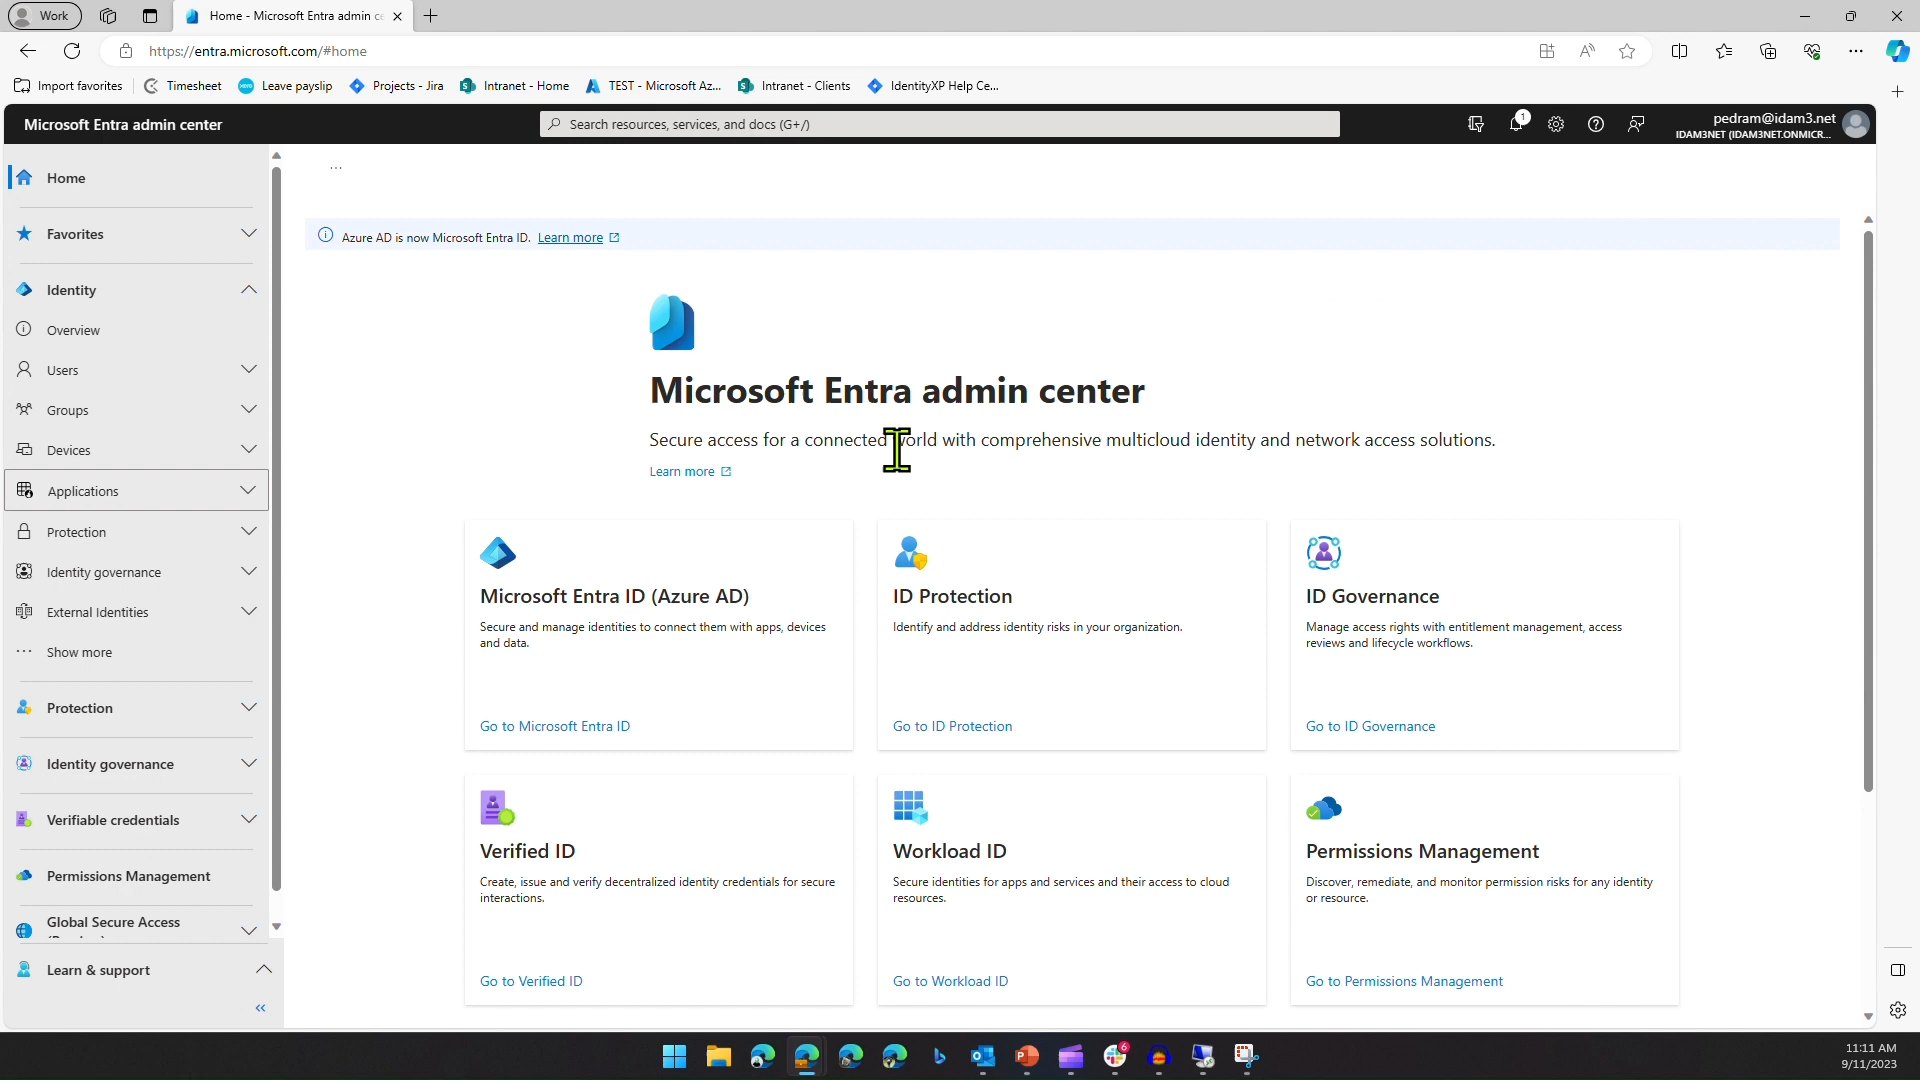 Work
Home - Microsoft Entra admin ce
https://entra.microsoft.com/#home
Import favorites
Timesheet
Leave payslip
Projects - Jira
Intranet - Home
TEST - Microsoft Az...
Intranet - Clients
IdentityXP Help Ce...
Microsoft Entra admin center
Search resources, services, and docs (G+/)
1
pedram@idam3.net
IDAM3NET (IDAM3NET.ONMICR...
Home
Favorites
Identity
Overview
Users
Groups
Devices
Applications
Protection
Identity governance
External Identities
Show more
Protection
Identity governance
Verifiable credentials
Permissions Management
Global Secure Access
Learn & support
...
Azure AD is now Microsoft Entra ID. Learn more
Microsoft Entra admin center
Secure access for a connected world with comprehensive multicloud identity and network access solutions.
Learn more
Microsoft Entra ID (Azure AD)
Secure and manage identities to connect them with apps, devices
and data.
Go to Microsoft Entra ID
ID Protection
Identify and address identity risks in your organization.
Go to ID Protection
ID Governance
Manage access rights with entitlement management, access
reviews and lifecycle workflows.
Go to ID Governance
Verified ID
Create, issue and verify decentralized identity credentials for secure
interactions.
Go to Verified ID
Workload ID
Secure identities for apps and services and their access to cloud
resources.
Go to Workload ID
Permissions Management
Discover, remediate, and monitor permission risks for any identity
or resource.
Go to Permissions Management
6
11:11 AM
9/11/2023